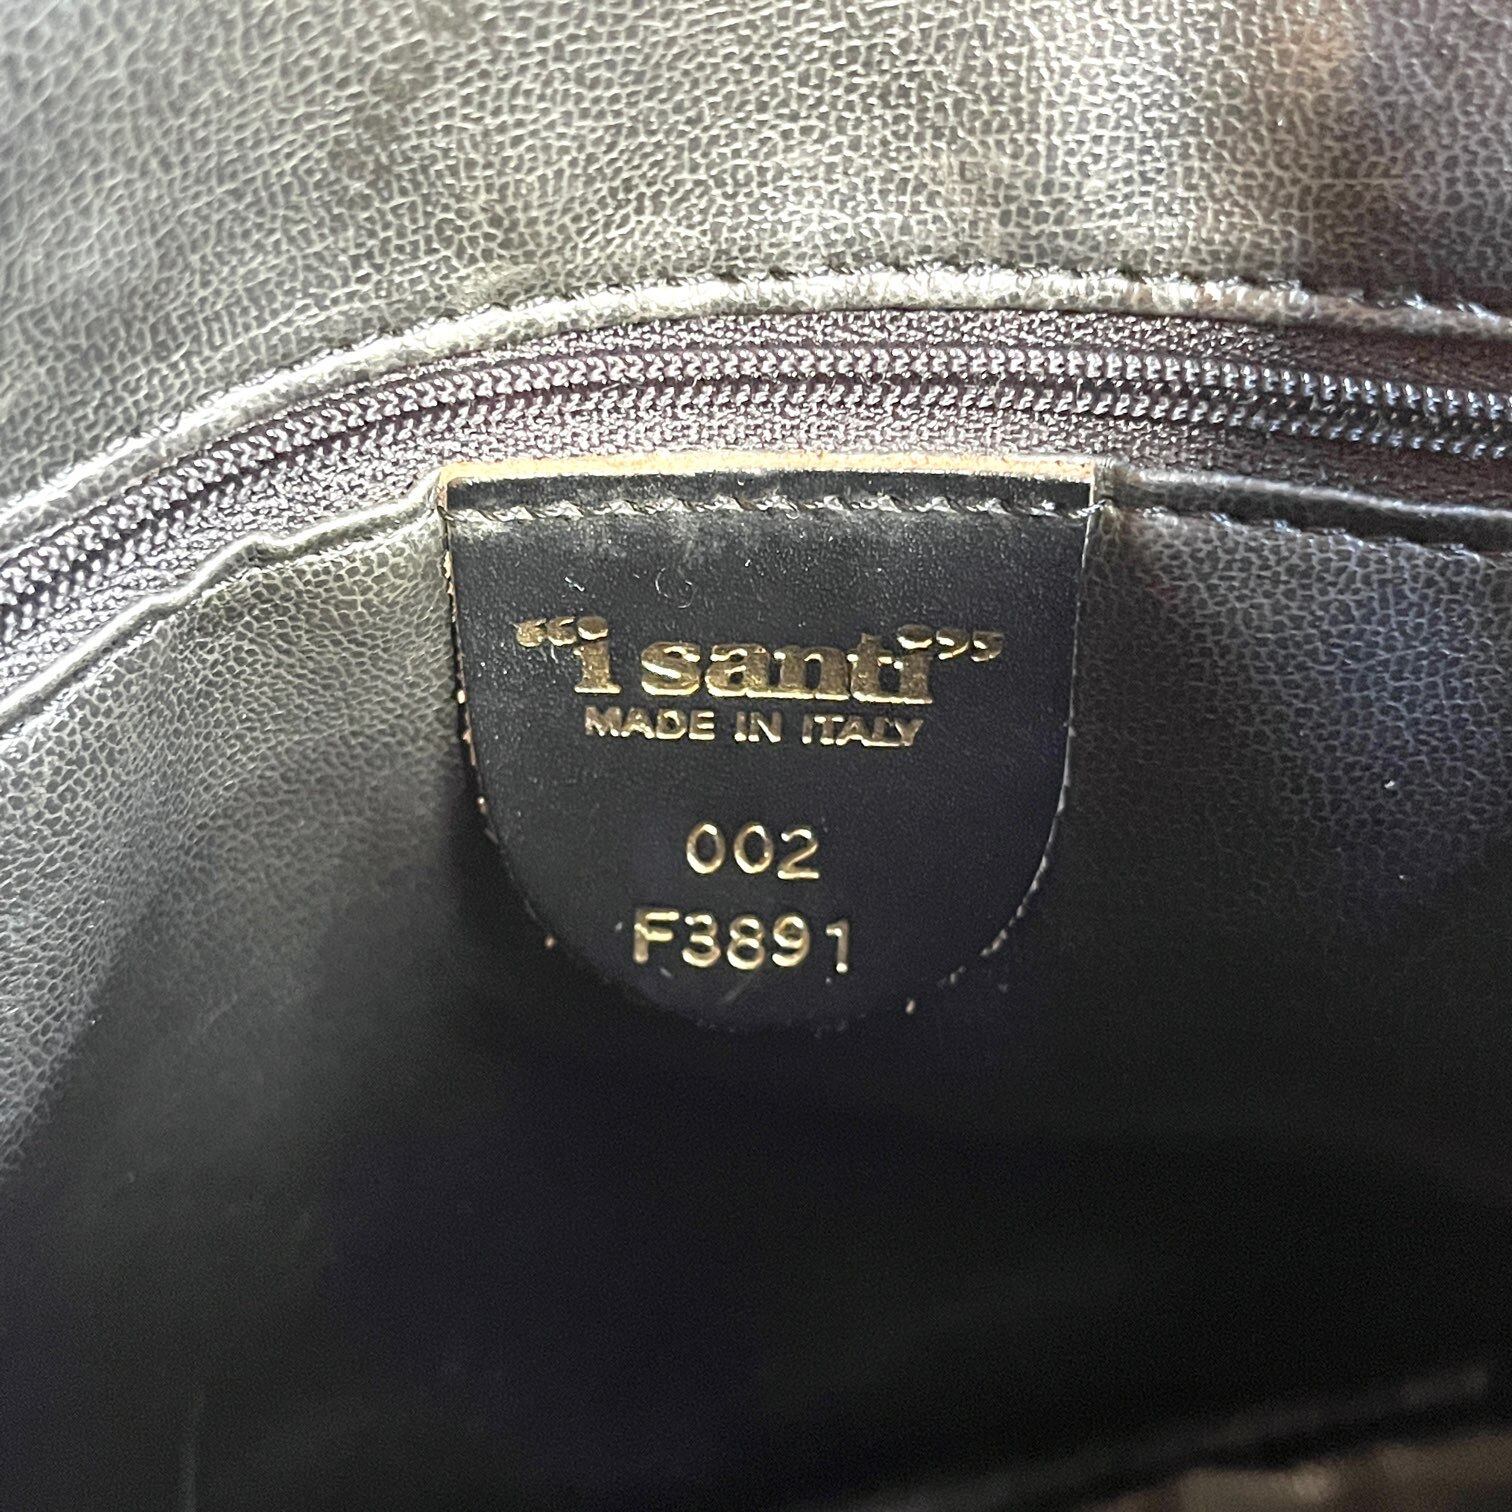 “i santi”
MADE IN ITALY
002
F3891